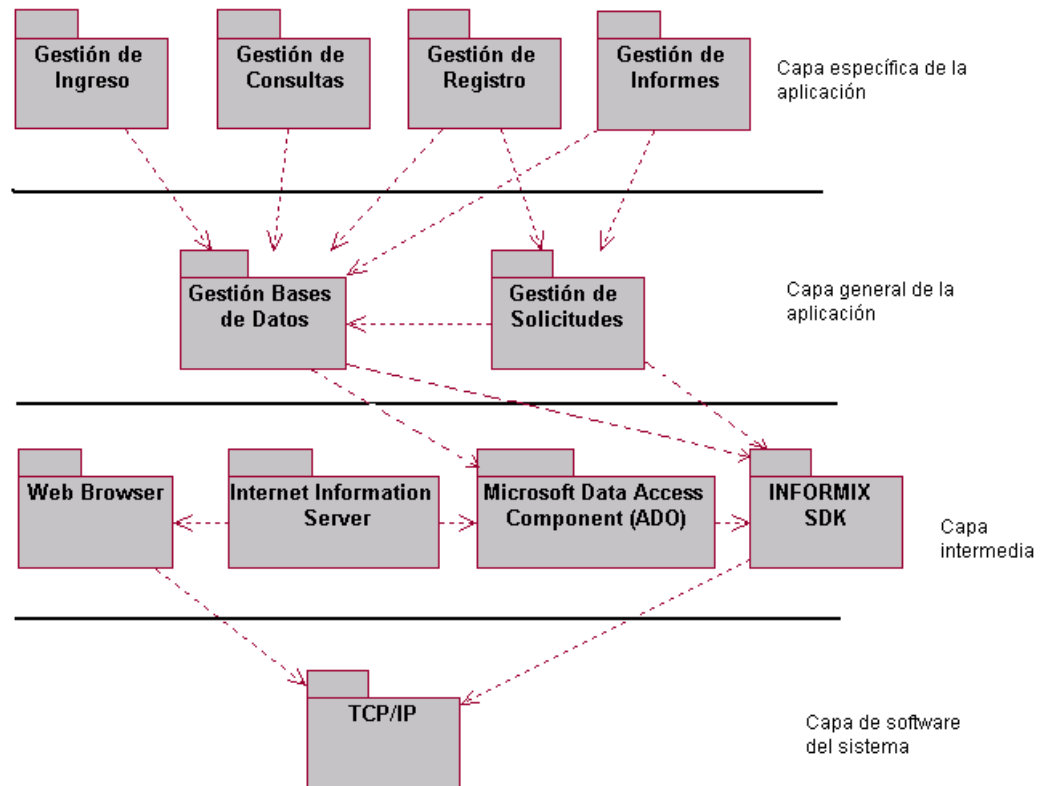 Gestión de
Ingreso
Gestión de
Consultas
Gestión de
Registro
Gestión de
Informes
Capa específica de la
aplicación
Gestión Bases
de Datos
Gestión de
Solicitudes
Capa general de la
aplicación
Web Browser
Internet Information
Server
Microsoft Data Access
Component (ADO)
INFORMIX
SDK
Capa
intermedia
TCP/IP
Capa de software
del sistema